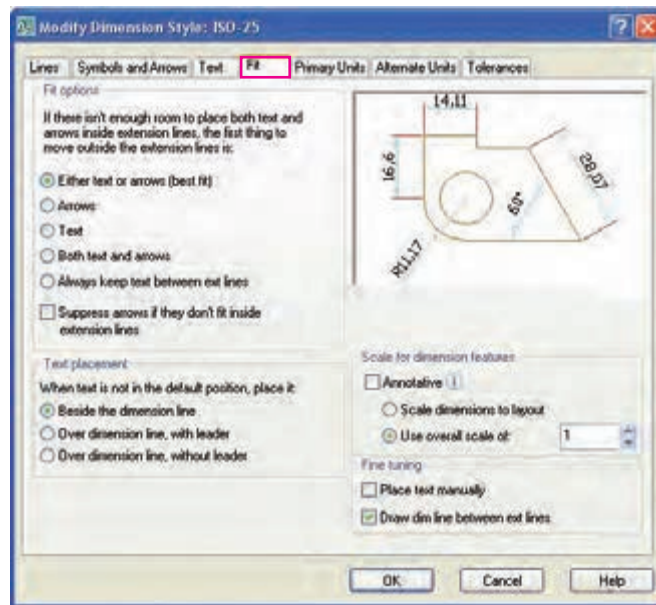 Modify Dimension Style: ISO-25
Lines Symbols and Arrows Text Fit Primary Units Alternate Units Tolerances
Fit options
If there isn't enough room to place both text and
arrows inside extension lines, the first thing to
move outside the extension lines is:
Either text or arrows (best fit)
Arrows
Text
Both text and arrows
Always keep text between ext lines
Suppress arrows if they don't fit inside
extension lines
Text placement
When text is not in the default position, place it:
Beside the dimension line
Over dimension line, with leader
Over dimension line, without leader
14,11
16,6
28,07
60°
R11,17
Scale for dimension features
Annotative
Scale dimensions to layout
Use overall scale of: 1
Fine tuning
Place text manually
Draw dim line between ext lines
OK Cancel Help